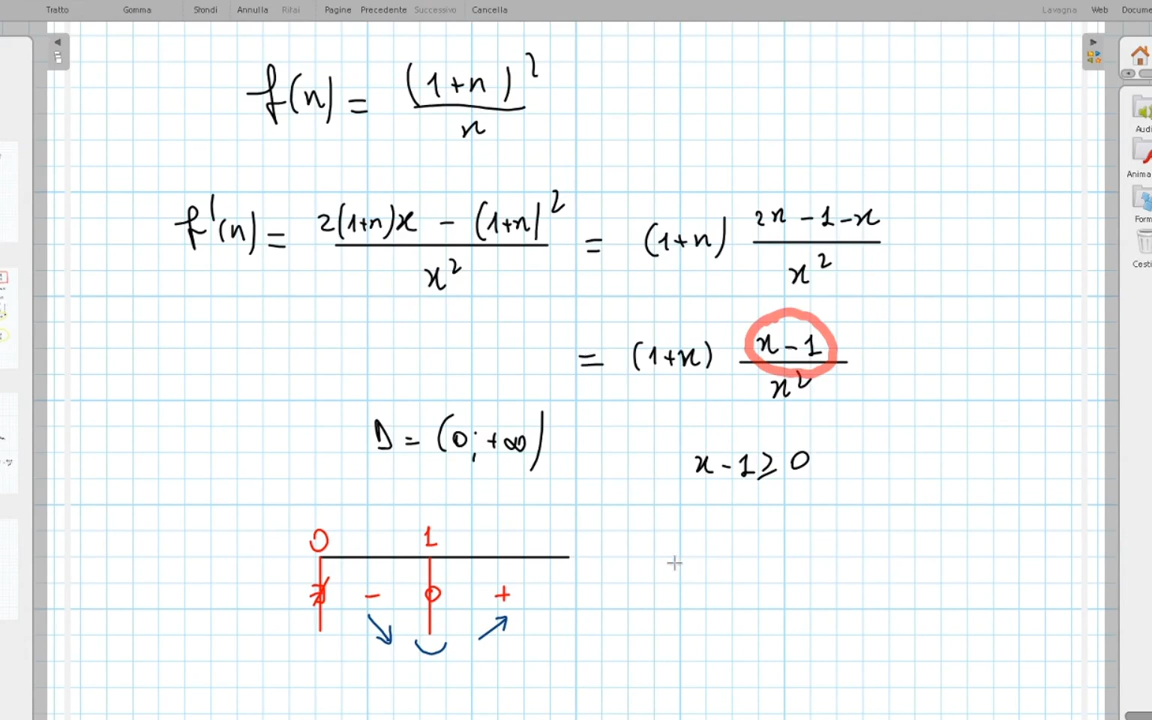 Tratto Gomma Sfondi Annulla Rifai Pagine Precedente Successivo Cancella Lavagna Web
f(x) = (1+x)² / x
f'(x) = 2(1+x)x - (1+x)² / x² = (1+x) 2x - 1 - x / x²
= (1+x) x - 1 / x²
D = (0; +∞)
x - 1 ≥ 0
0 1
∄ - 0 +